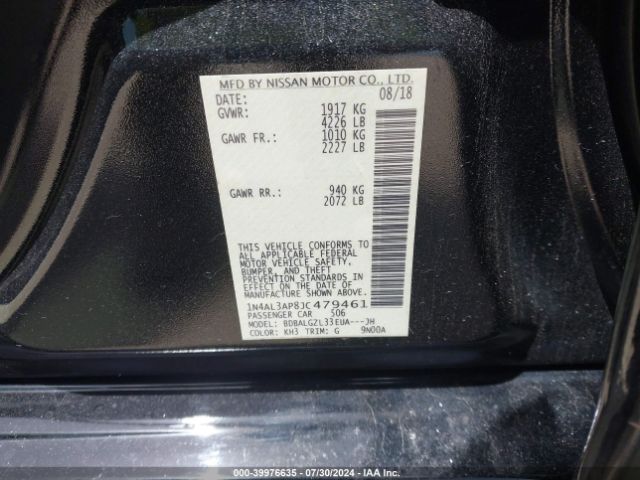 MFD BY NISSAN MOTOR CO., LTD.
DATE: 08/18
GVWR: 1917 KG
4226 LB
GAWR FR.: 1010 KG
2227 LB
GAWR RR.: 940 KG
2072 LB
THIS VEHICLE CONFORMS TO
ALL APPLICABLE FEDERAL
MOTOR VEHICLE SAFETY,
BUMPER, AND THEFT
PREVENTION STANDARDS IN
EFFECT ON THE DATE OF
MANUFACTURE SHOWN ABOVE.
1N4AL3AP8JC479461
PASSENGER CAR 506
MODEL: BDBALGZL33EUA---JH
COLOR: KH3 TRIM: G 9N00A
000-39976635 / 07/30/2024 / IAA Inc.